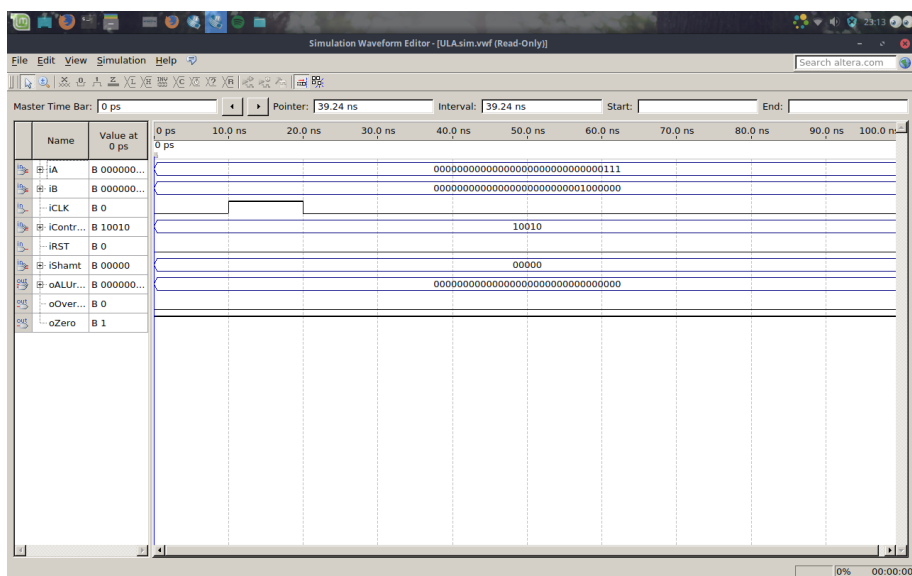 23:13
Simulation Waveform Editor - [ULA.sim.vwf (Read-Only)]
File Edit View Simulation Help
Search altera.com
Master Time Bar: 0 ps Pointer: 39.24 ns Interval: 39.24 ns Start: End:
Name Value at 0 ps
0 ps 10.0 ns 20.0 ns 30.0 ns 40.0 ns 50.0 ns 60.0 ns 70.0 ns 80.0 ns 90.0 ns 100.0 n
0 ps
iA B 000000... 00000000000000000000000000000111
iB B 000000... 00000000000000000000000001000000
iCLK B 0
iContr... B 10010 10010
iRST B 0
iShamt B 00000 00000
oALUr... B 000000... 00000000000000000000000000000000
oOver... B 0
oZero B 1
0% 00:00:00